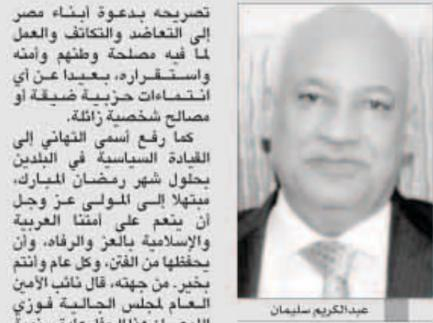 تصريحه بدعوة أبناء مصر
إلى التعاضد والتكاتف والعمل
لما فيه مصلحة وطنهم وأمنه
واستقراره، بعيدا عن أي
انتماءات حزبية ضيقة أو
مصالح شخصية زائلة.
كما رفع أسمى التهاني إلى
القيادة السياسية في البلدين
بحلول شهر رمضان المبارك،
مبتهلا إلى المولى عز وجل
أن ينعم على أمتنا العربية
والإسلامية بالعز والرفاه، وأن
يحفظها من الفتن، وكل عام وأنتم
بخير. من جهته، قال نائب الأمين
العام لمجلس الجالية فوزي
عبدالكريم سليمان